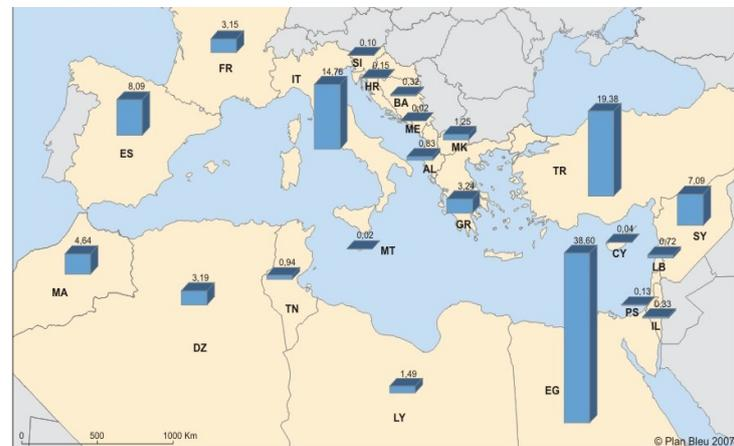 3,15
FR
8,09
ES
IT
14,76
0,10
SI
0,15
HR
0,32
BA
0,02
ME
1,25
MK
0,83
AL
3,24
GR
19,38
TR
7,09
SY
0,04
CY
0,72
LB
0,13
PS
0,33
IL
0,02
MT
4,64
MA
3,19
DZ
0,94
TN
1,49
LY
38,60
EG
0 500 1000 Km
© Plan Bleu 2007